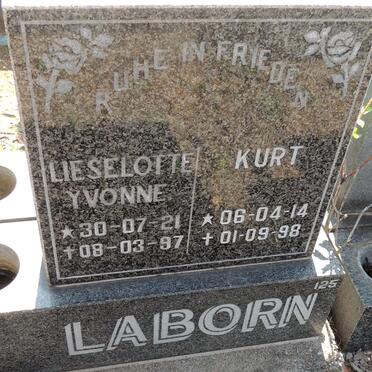 RUHE IN FRIEDEN
LIESELOTTE
YVONNE
*30-07-21
†08-03-97
KURT
*06-04-14
†01-09-98
125
LABORN